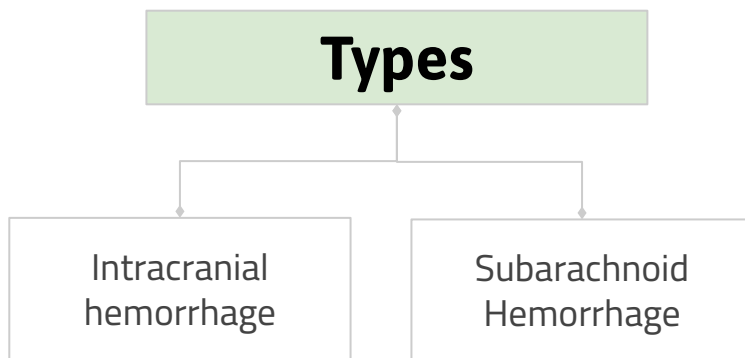 Types
Intracranial
hemorrhage
Subarachnoid
Hemorrhage